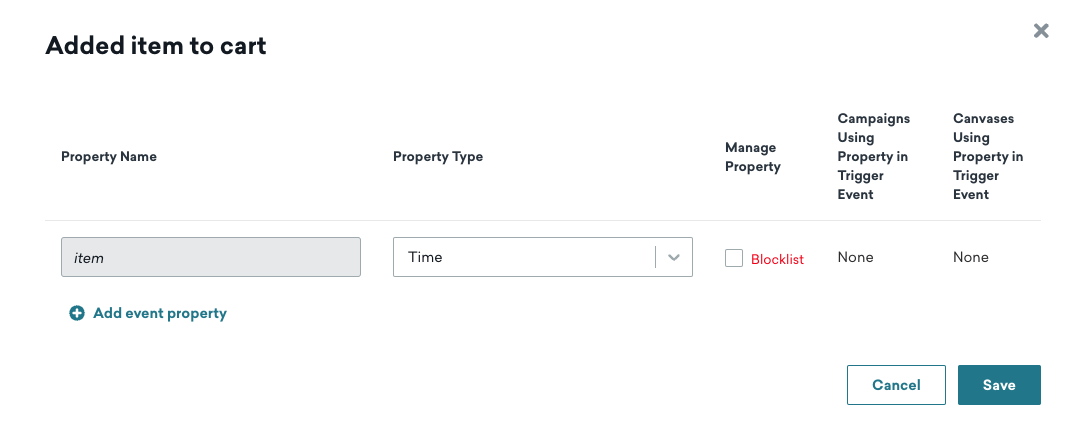 Added item to cart
Property Name
Property Type
Manage
Property
Campaigns
Using
Property in
Trigger
Event
Canvases
Using
Property in
Trigger
Event
item
Time
Blocklist
None
None
Add event property
Cancel
Save